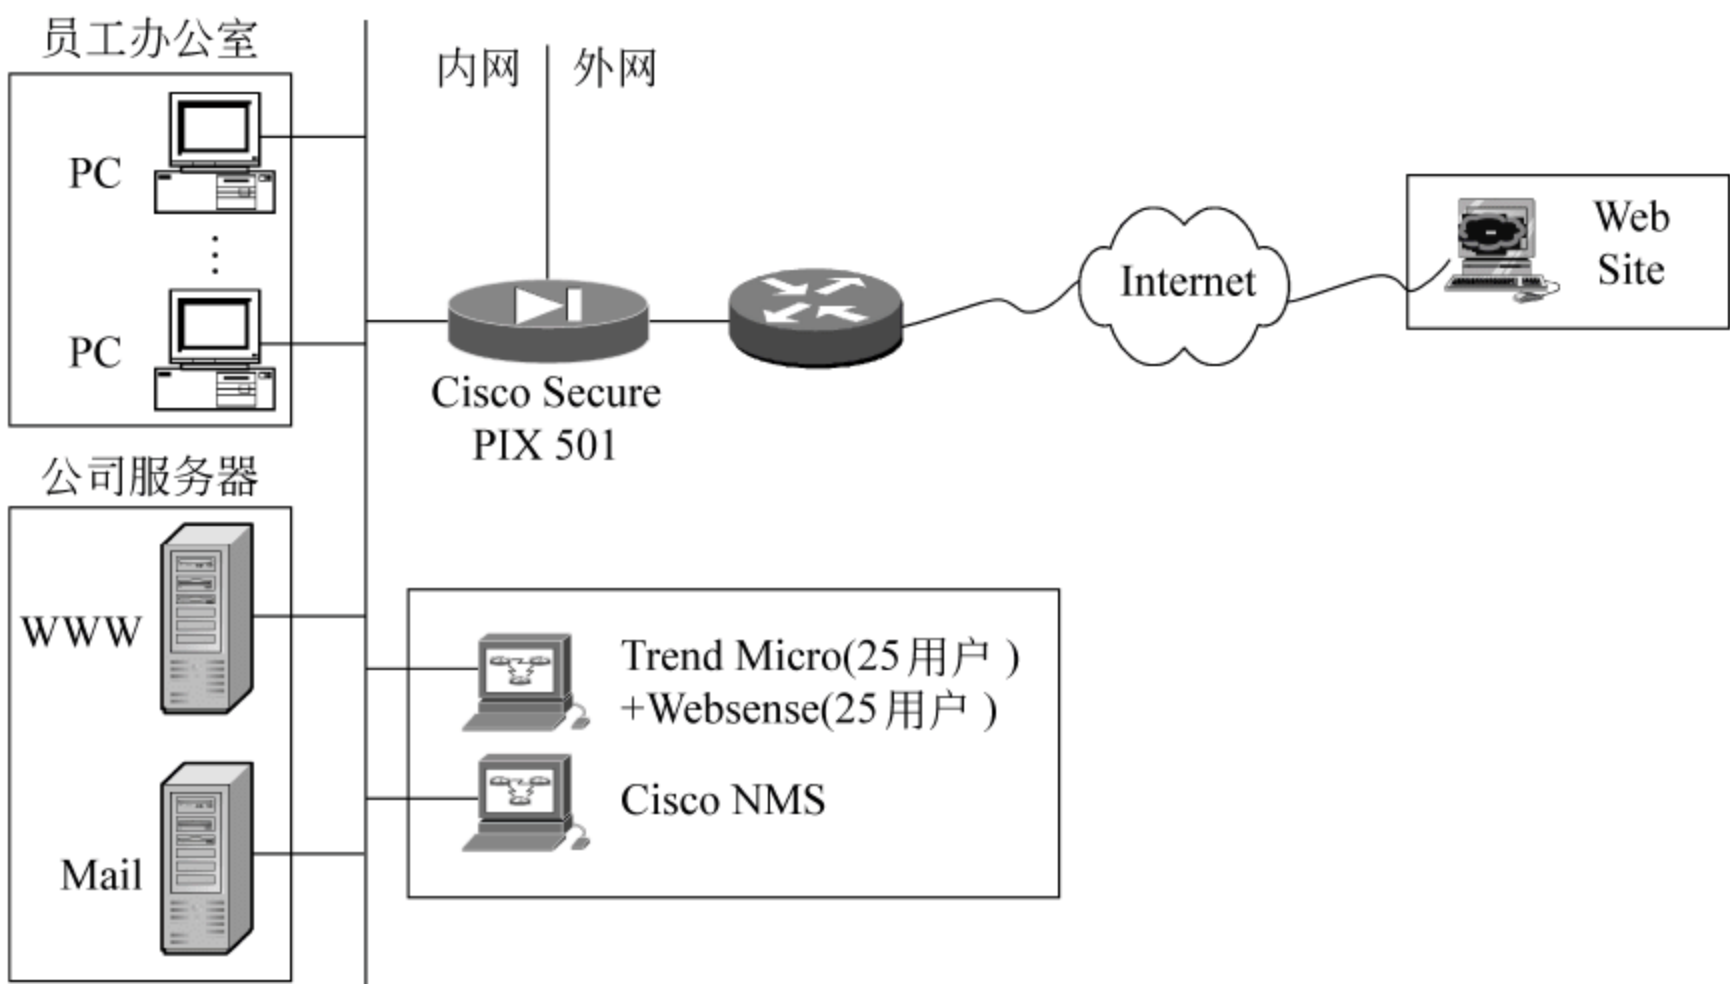 员工办公室
PC
PC
内网
外网
Cisco Secure
PIX 501
Internet
Web
Site
公司服务器
WWW
Mail
Trend Micro(25用户)
+Websense(25用户)
Cisco NMS